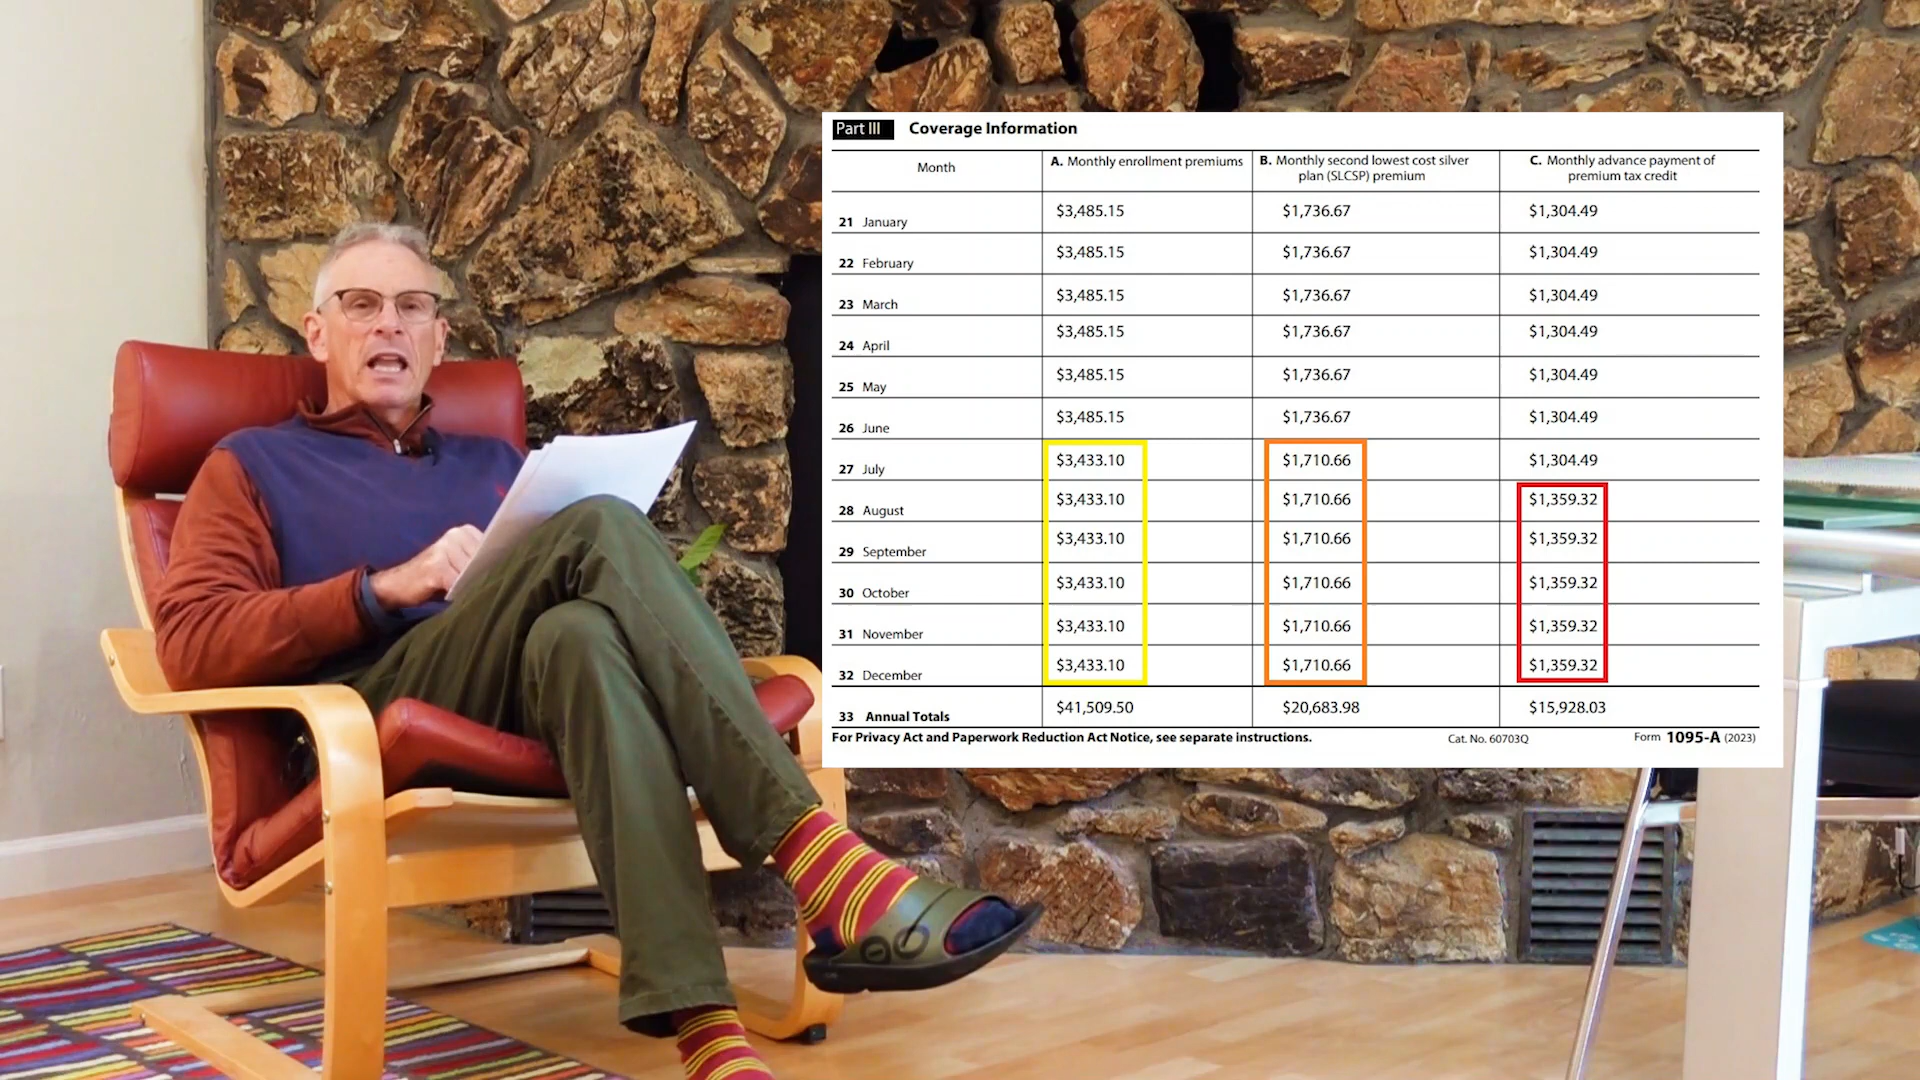 Part III Coverage Information
Month A. Monthly enrollment premiums B. Monthly second lowest cost silver plan (SLCSP) premium C. Monthly advance payment of premium tax credit
21 January $3,485.15 $1,736.67 $1,304.49
22 February $3,485.15 $1,736.67 $1,304.49
23 March $3,485.15 $1,736.67 $1,304.49
24 April $3,485.15 $1,736.67 $1,304.49
25 May $3,485.15 $1,736.67 $1,304.49
26 June $3,485.15 $1,736.67 $1,304.49
27 July $3,433.10 $1,710.66 $1,304.49
28 August $3,433.10 $1,710.66 $1,359.32
29 September $3,433.10 $1,710.66 $1,359.32
30 October $3,433.10 $1,710.66 $1,359.32
31 November $3,433.10 $1,710.66 $1,359.32
32 December $3,433.10 $1,710.66 $1,359.32
33 Annual Totals $41,509.50 $20,683.98 $15,928.03
For Privacy Act and Paperwork Reduction Act Notice, see separate instructions. Cat. No. 60703Q Form 1095-A (2023)